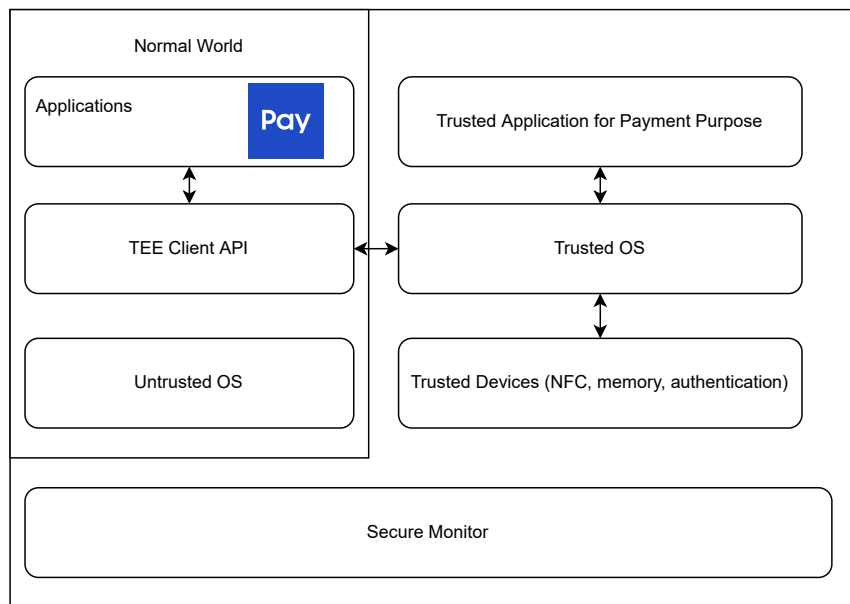 Normal World
Applications
Pay
Trusted Application for Payment Purpose
TEE Client API
Trusted OS
Untrusted OS
Trusted Devices (NFC, memory, authentication)
Secure Monitor